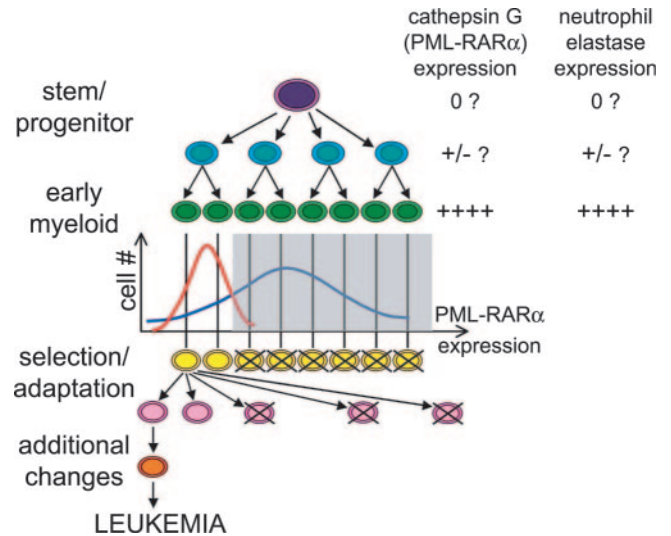 cathepsin G
(PML-RARα)
expression
neutrophil
elastase
expression
stem/
progenitor
0 ?
0 ?
+/- ?
+/- ?
early
myeloid
++++
++++
cell #
PML-RARα
expression
selection/
adaptation
additional
changes
LEUKEMIA